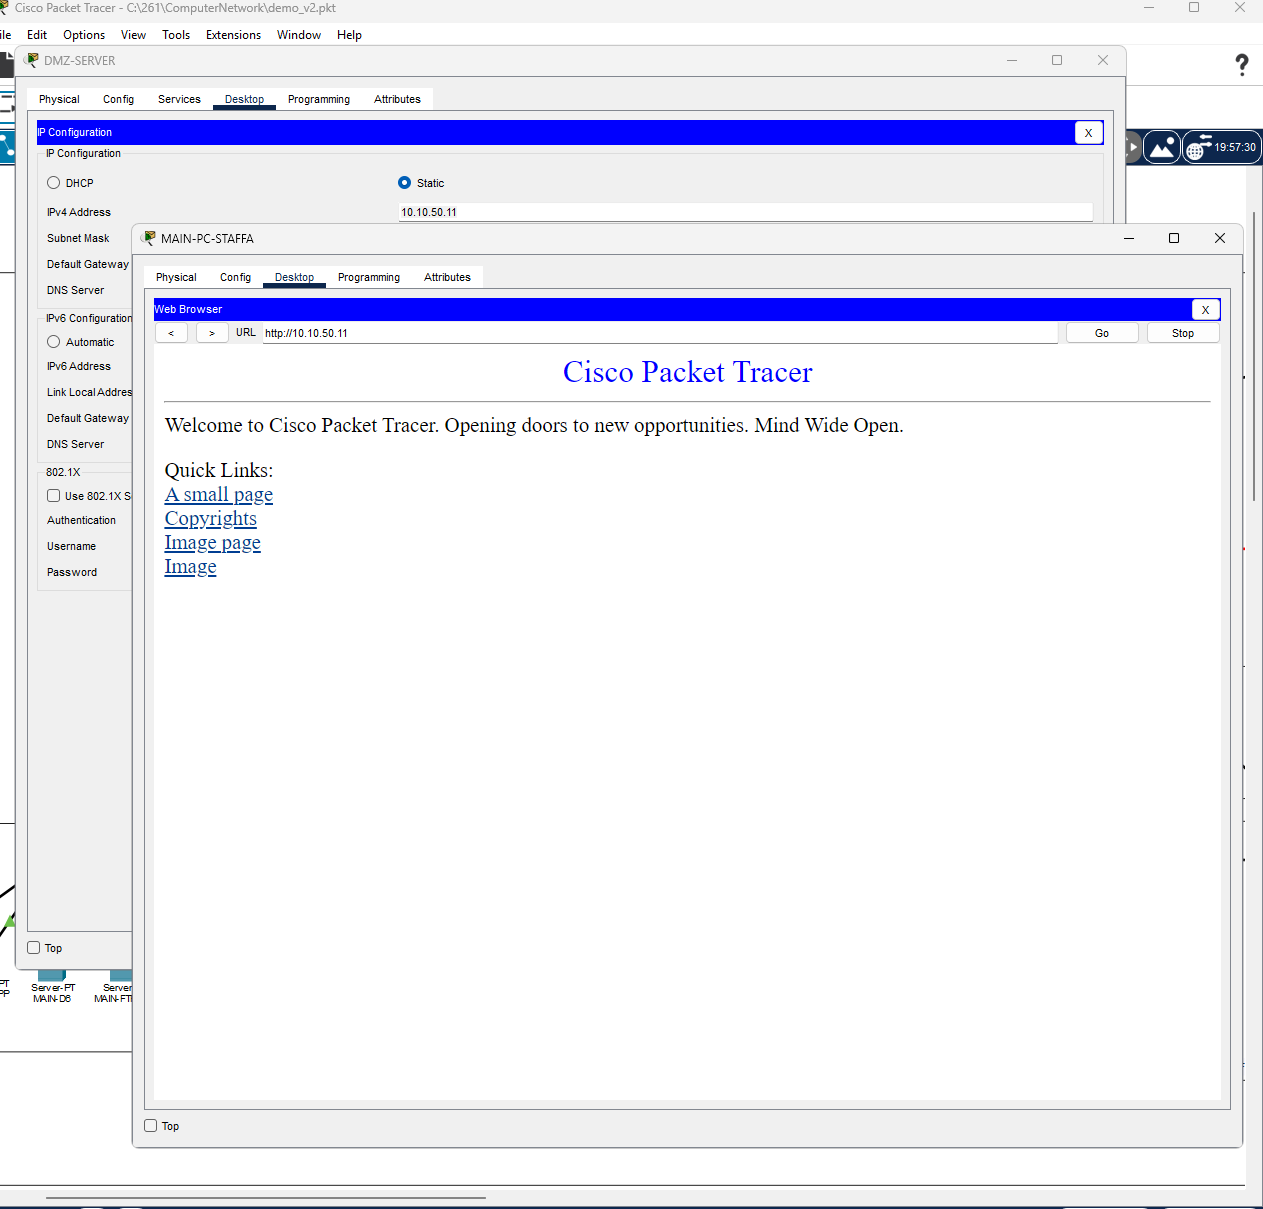 Cisco Packet Tracer - C:\261\ComputerNetwork\demo_v2.pkt
Edit Options View Tools Extensions Window Help
DMZ-SERVER
?
Physical Config Services Desktop Programming Attributes
IP Configuration X
IP Configuration
19:57:30
DHCP Static
IPv4 Address 10.10.50.11
Subnet Mask
Default Gateway
DNS Server
IPv6 Configuration
Automatic
IPv6 Address
Link Local Addres
Default Gateway
DNS Server
802.1X
Use 802.1X S
Authentication
Username
Password
Top
Server-PT
MAIN-DB
Server
MAIN-FT
MAIN-PC-STAFFA
Physical Config Desktop Programming Attributes
Web Browser X
< > URL http://10.10.50.11 Go Stop
Cisco Packet Tracer
Welcome to Cisco Packet Tracer. Opening doors to new opportunities. Mind Wide Open.
Quick Links:
A small page
Copyrights
Image page
Image
Top